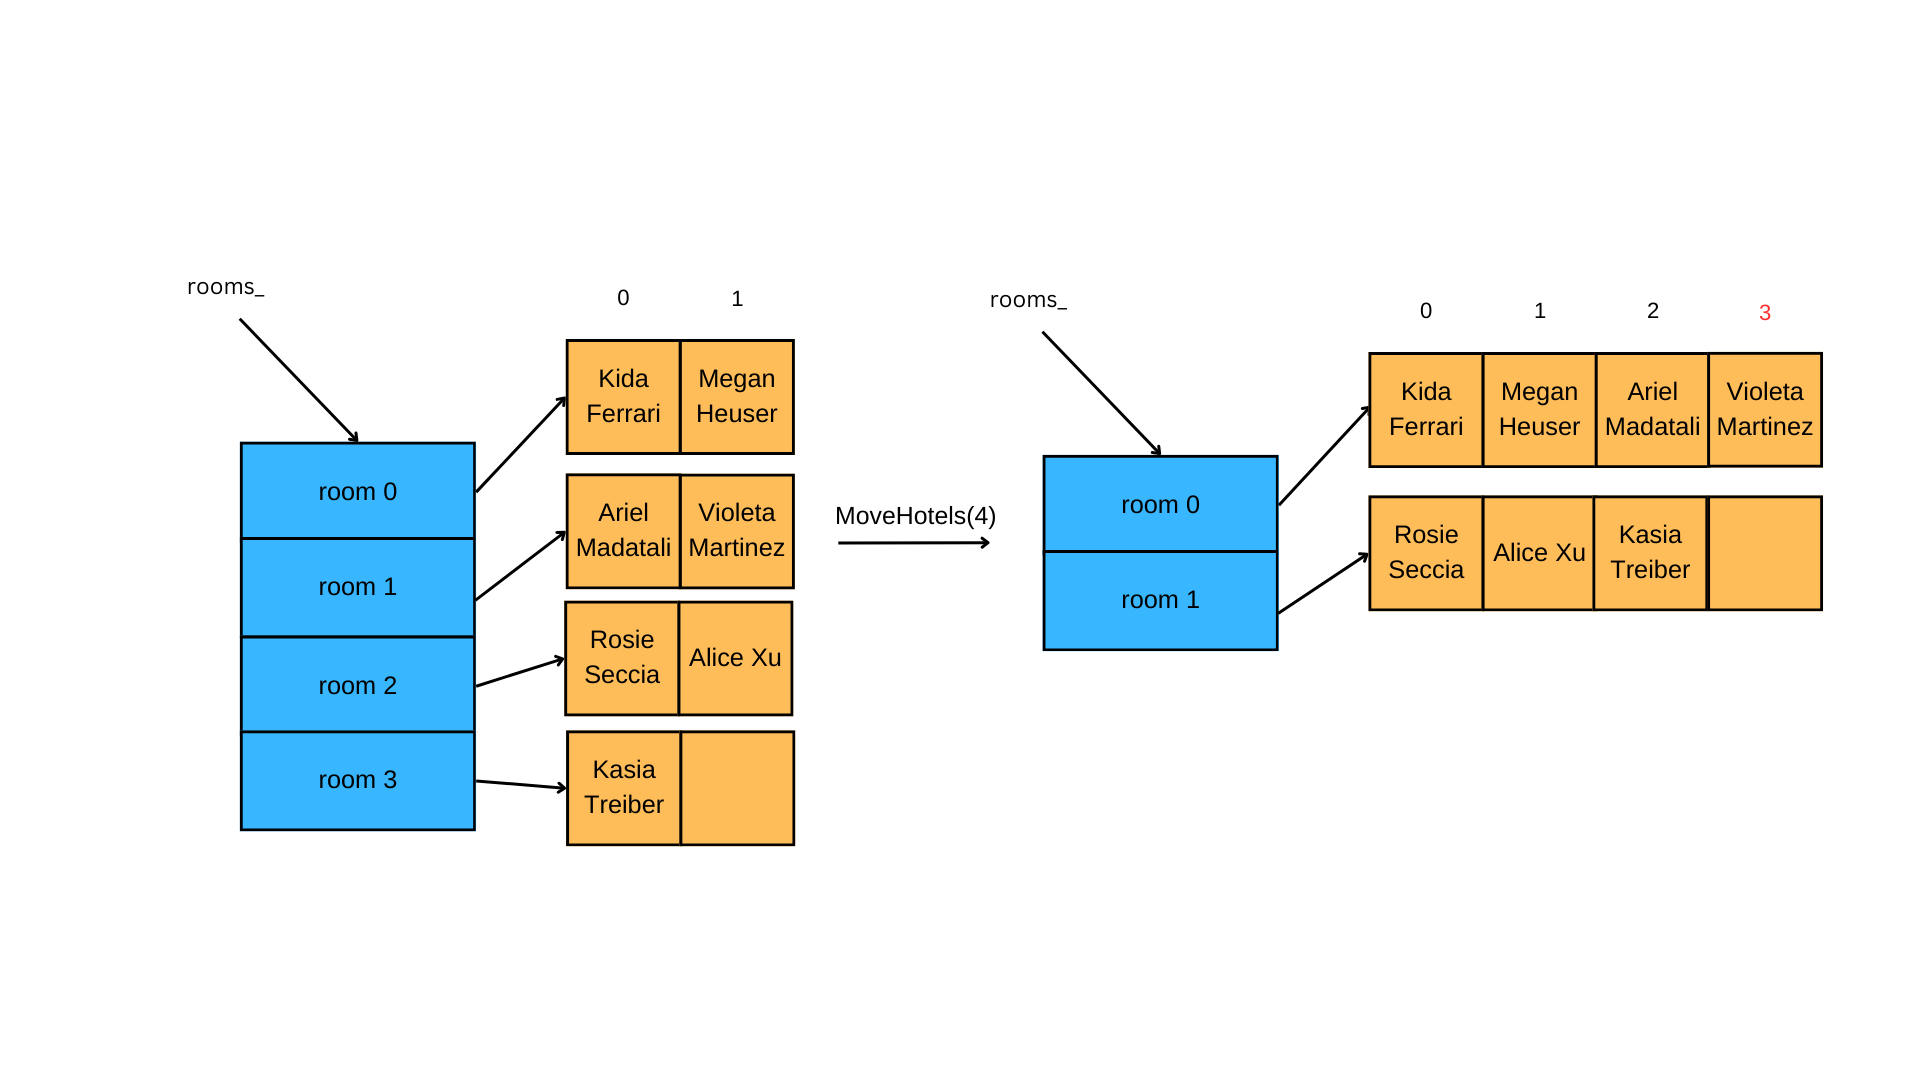 rooms_
0
1
Kida
Ferrari
Megan
Heuser
room 0
Ariel
Madatali
Violeta
Martinez
room 1
Rosie
Seccia
Alice Xu
room 2
Kasia
Treiber
room 3
MoveHotels(4)
rooms_
0
1
2
3
Kida
Ferrari
Megan
Heuser
Ariel
Madatali
Violeta
Martinez
room 0
Rosie
Seccia
Alice Xu
Kasia
Treiber
room 1